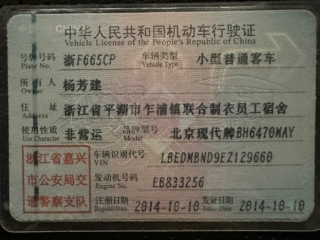 中华人民共和国机动车行驶证
Vehicle License of the People's Republic of China
号牌号码 浙F665CP 车辆类型 小型普通客车
Plate No. Vehicle Type
所有人 杨芳建
Owner
住址 浙江省平湖市乍浦镇联合制衣员工宿舍
Address
使用性质 非营运 品牌型号 北京现代牌BH6470MAY
Use Character Model
浙江省嘉兴
市公安局交
通警察支队
车辆识别代号 LBEDMBND9EZ129660
VIN
发动机号码 EB833256
Engine No.
注册日期 2014-10-10 发证日期 2014-10-10
Register Date Issue Date